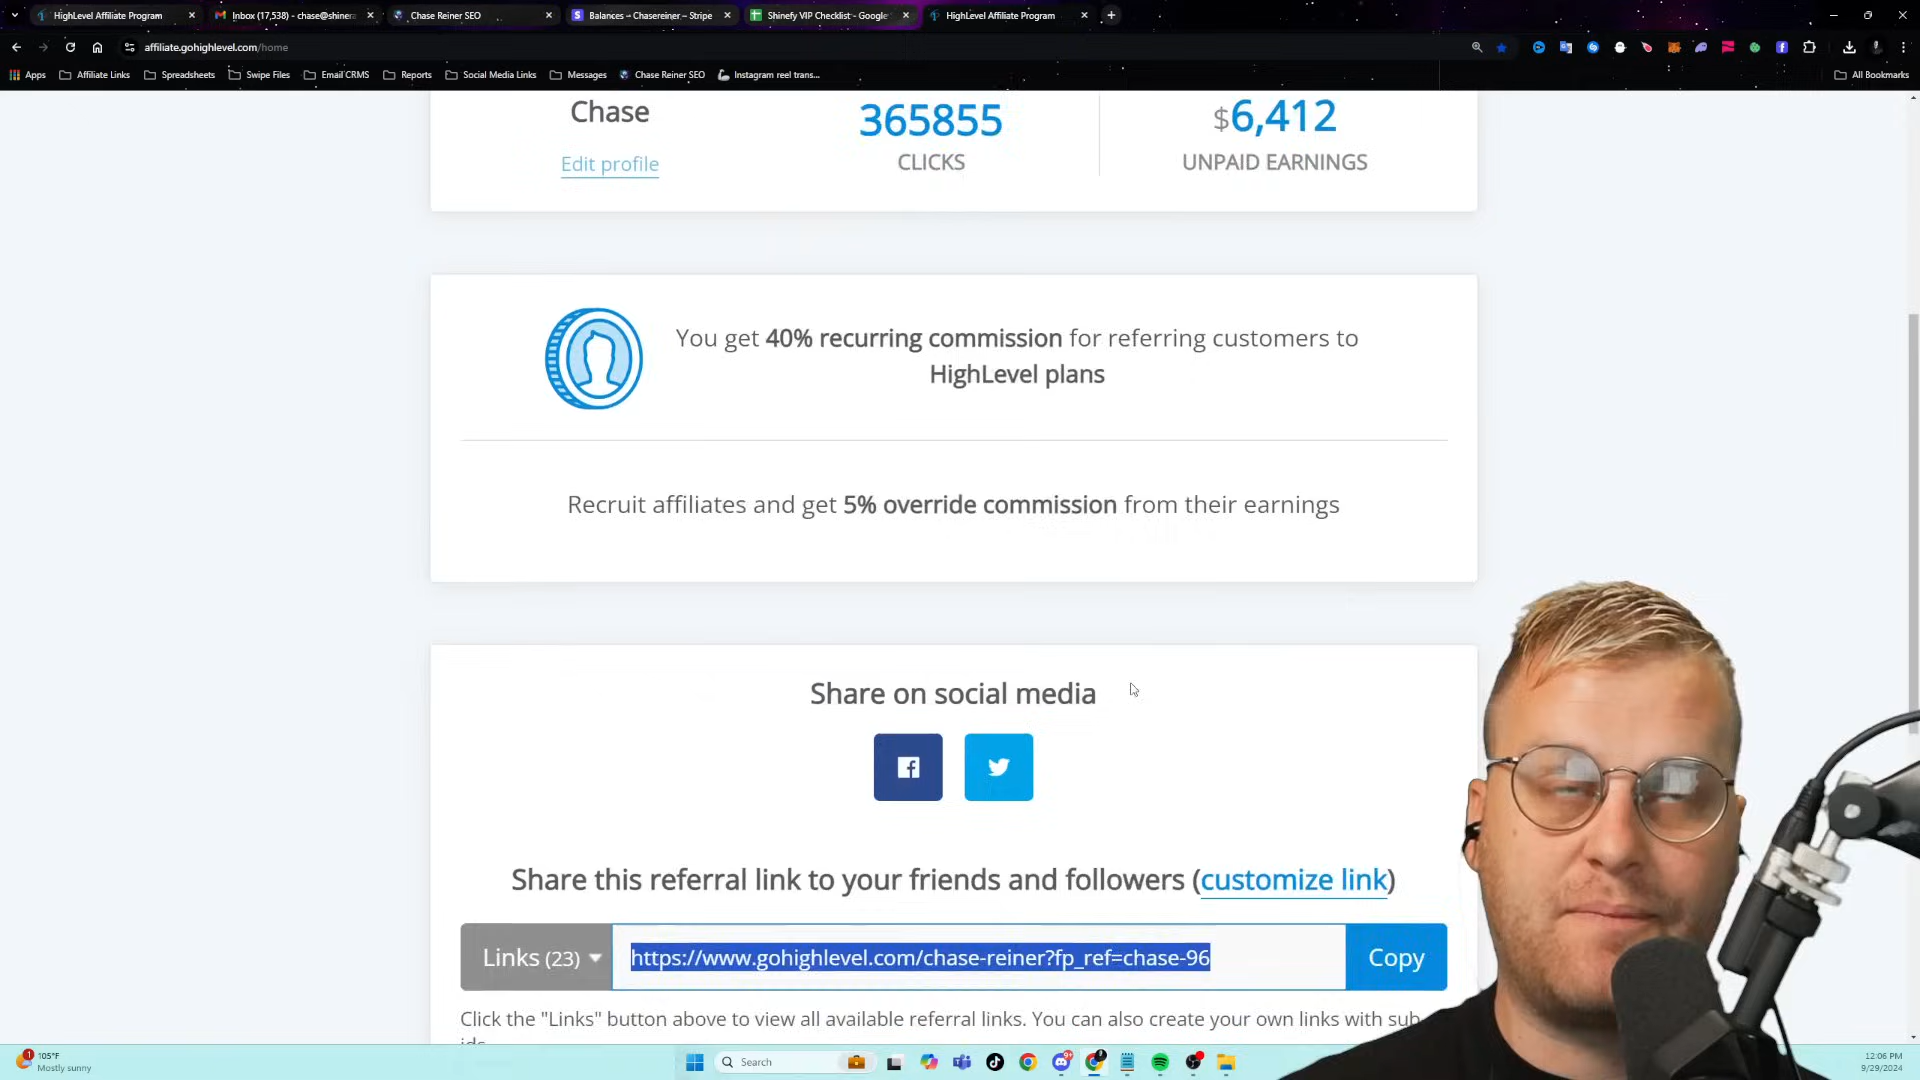 HighLevel Affiliate Program
Inbox (17,538) - chase@shinera
Chase Reiner SEO
Balances – Chasereiner – Stripe
Shinefy VIP Checklist - Google
HighLevel Affiliate Program
affiliate.gohighlevel.com/home
Apps
Affiliate Links
Spreadsheets
Swipe Files
Email CRMS
Reports
Social Media Links
Messages
Chase Reiner SEO
Instagram reel trans...
All Bookmarks
Chase
Edit profile
365855
CLICKS
$6,412
UNPAID EARNINGS
You get 40% recurring commission for referring customers to
HighLevel plans
Recruit affiliates and get 5% override commission from their earnings
Share on social media
Share this referral link to your friends and followers (customize link)
Links (23)
https://www.gohighlevel.com/chase-reiner?fp_ref=chase-96
Copy
Click the "Links" button above to view all available referral links. You can also create your own links with sub-
ids.
1
105°F
Mostly sunny
Search
9+
12:06 PM
9/29/2024